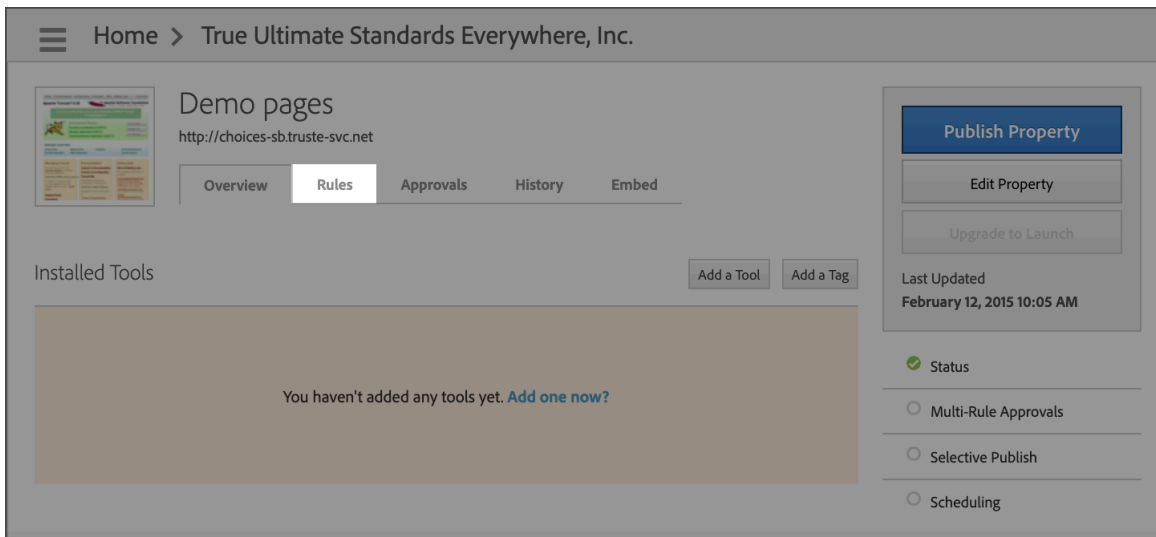 Home > True Ultimate Standards Everywhere, Inc.
Demo pages
http://choices-sb.truste-svc.net
Overview Rules Approvals History Embed
Publish Property
Edit Property
Upgrade to Launch
Last Updated
February 12, 2015 10:05 AM
Installed Tools
Add a Tool Add a Tag
You haven't added any tools yet. Add one now?
Status
Multi-Rule Approvals
Selective Publish
Scheduling